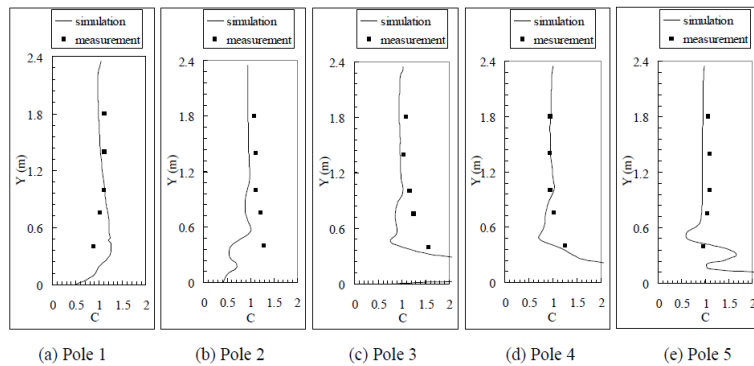 simulation
measurement
2.4
1.8
1.2
0.6
0
Y (m)
0 0.5 1 1.5 2
C
(a) Pole 1
simulation
measurement
2.4
1.8
1.2
0.6
0
Y (m)
0 0.5 1 1.5 2
C
(b) Pole 2
simulation
measurement
2.4
1.8
1.2
0.6
0
Y (m)
0 0.5 1 1.5 2
C
(c) Pole 3
simulation
measurement
2.4
1.8
1.2
0.6
0
Y (m)
0 0.5 1 1.5 2
C
(d) Pole 4
simulation
measurement
2.4
1.8
1.2
0.6
0
Y (m)
0 0.5 1 1.5 2
C
(e) Pole 5